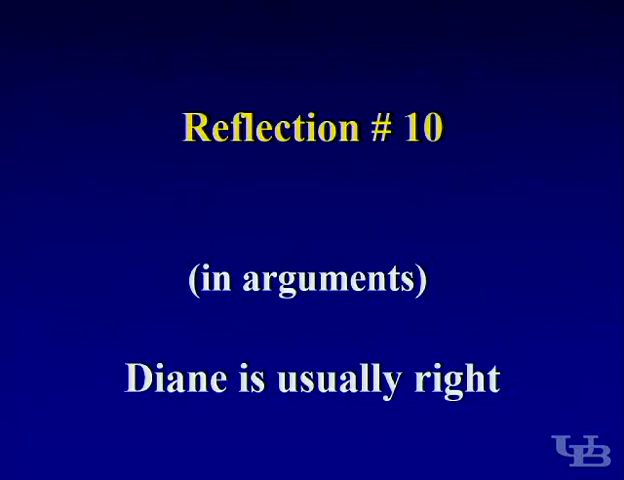 Reflection # 10
(in arguments)
Diane is usually right
UB